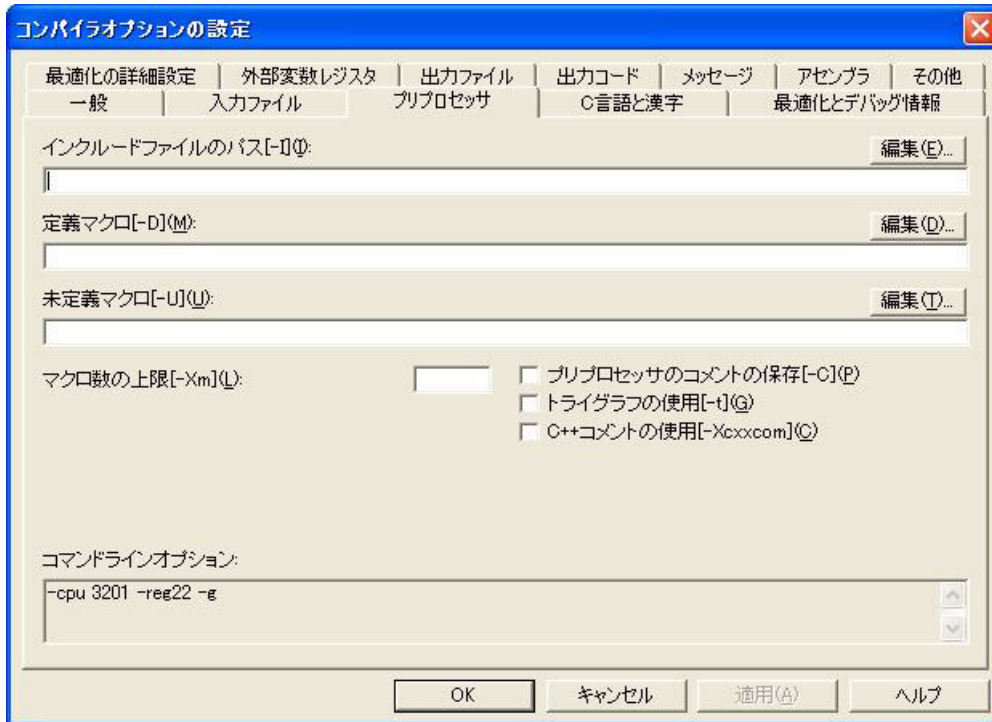 コンパイラオプションの設定
最適化の詳細設定 外部変数レジスタ 出力ファイル 出力コード メッセージ アセンブラ その他
一般 入力ファイル プリプロセッサ C言語と漢字 最適化とデバッグ情報
インクルードファイルのパス[-I](I): 編集(E)...
定義マクロ[-D](M): 編集(D)...
未定義マクロ[-U](U): 編集(T)...
マクロ数の上限[-Xm](L): プリプロセッサのコメントの保存[-C](P)
トライグラフの使用[-t](G)
C++コメントの使用[-Xcxxcom](C)
コマンドラインオプション:
-cpu 3201 -reg22 -g
OK キャンセル 適用(A) ヘルプ